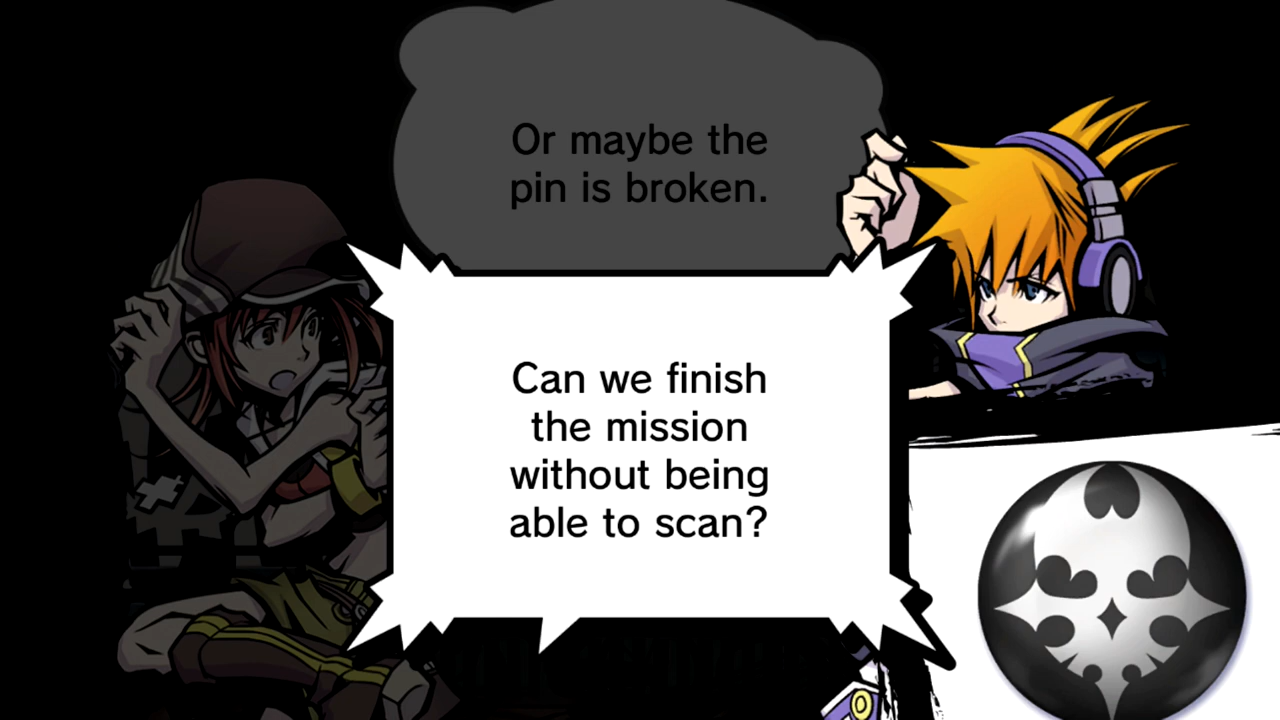 Or maybe the
pin is broken.
Can we finish
the mission
without being
able to scan?